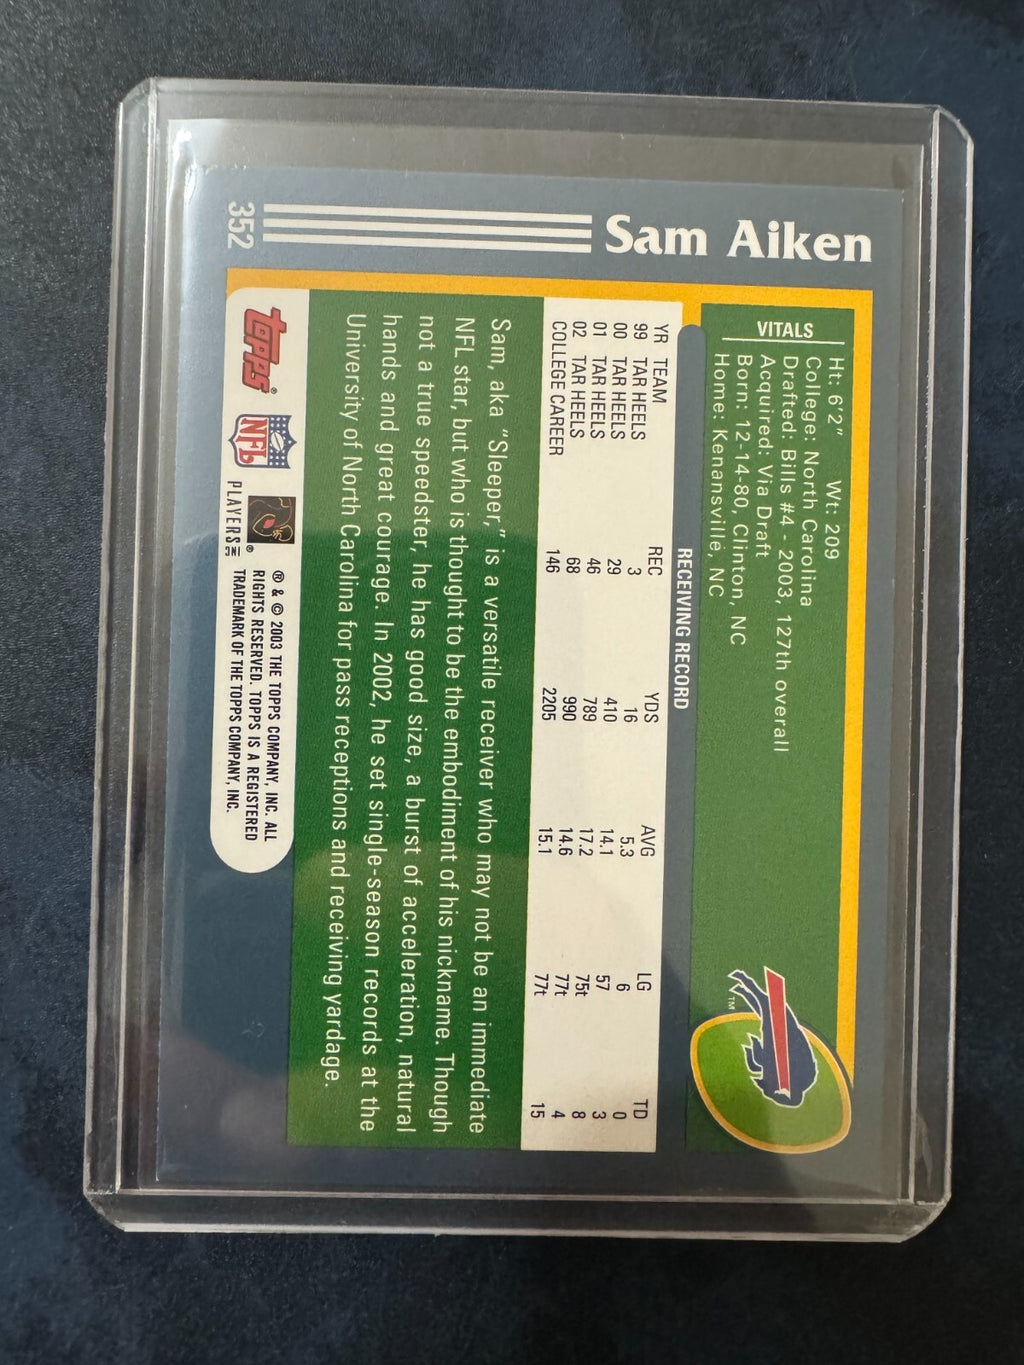 352
Sam Aiken
VITALS
Ht: 6'2" Wt: 209
College: North Carolina
Drafted: Bills #4 - 2003, 127th overall
Acquired: Via Draft
Born: 12-14-80, Clinton, NC
Home: Kenansville, NC
TM
RECEIVING RECORD
YR TEAM REC YDS AVG LG TD
99 TAR HEELS 3 16 5.3 6 0
00 TAR HEELS 29 410 14.1 57 3
01 TAR HEELS 46 789 17.2 75t 8
02 TAR HEELS 68 990 14.6 77t 4
COLLEGE CAREER 146 2205 15.1 77t 15
Sam, aka “Sleeper,” is a versatile receiver who may not be an immediate
NFL star, but who is thought to be the embodiment of his nickname. Though
not a true speedster, he has good size, a burst of acceleration, natural
hands and great courage. In 2002, he set single-season records at the
University of North Carolina for pass receptions and receiving yardage.
topps®
NFL
PLAYERS INC ®
® & © 2003 THE TOPPS COMPANY, INC. ALL
RIGHTS RESERVED. TOPPS IS A REGISTERED
TRADEMARK OF THE TOPPS COMPANY, INC.